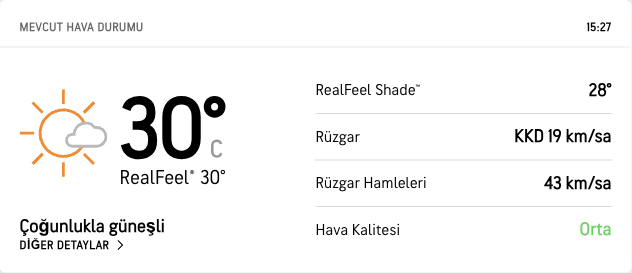 MEVCUT HAVA DURUMU
15:27
30°
C
RealFeel® 30°
Çoğunlukla güneşli
DİĞER DETAYLAR >
RealFeel Shade™ 28°
Rüzgar KKD 19 km/sa
Rüzgar Hamleleri 43 km/sa
Hava Kalitesi Orta